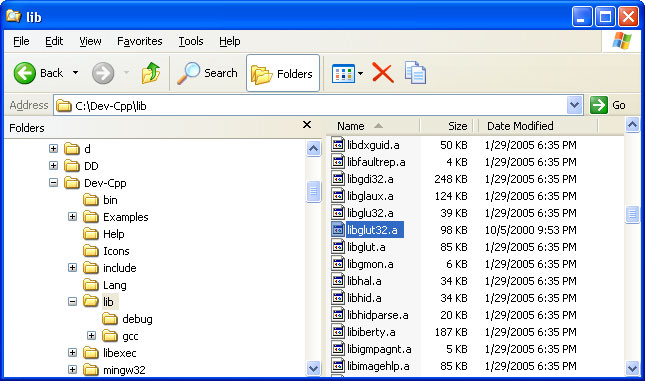 lib
File Edit View Favorites Tools Help
Back Search Folders
Address C:\Dev-Cpp\lib Go
Folders
d
DD
Dev-Cpp
bin
Examples
Help
Icons
include
Lang
lib
debug
gcc
libexec
mingw32
Name Size Date Modified
libdxguid.a 50 KB 1/29/2005 6:35 PM
libfaultrep.a 4 KB 1/29/2005 6:35 PM
libgdi32.a 248 KB 1/29/2005 6:35 PM
libglaux.a 124 KB 1/29/2005 6:35 PM
libglu32.a 39 KB 1/29/2005 6:35 PM
libglut32.a 98 KB 10/5/2000 9:53 PM
libglut.a 85 KB 1/29/2005 6:35 PM
libgmon.a 6 KB 1/29/2005 6:35 PM
libhal.a 34 KB 1/29/2005 6:35 PM
libhid.a 34 KB 1/29/2005 6:35 PM
libhidparse.a 20 KB 1/29/2005 6:35 PM
libiberty.a 187 KB 1/29/2005 6:35 PM
libigmpagnt.a 5 KB 1/29/2005 6:35 PM
libimagehlp.a 85 KB 1/29/2005 6:35 PM